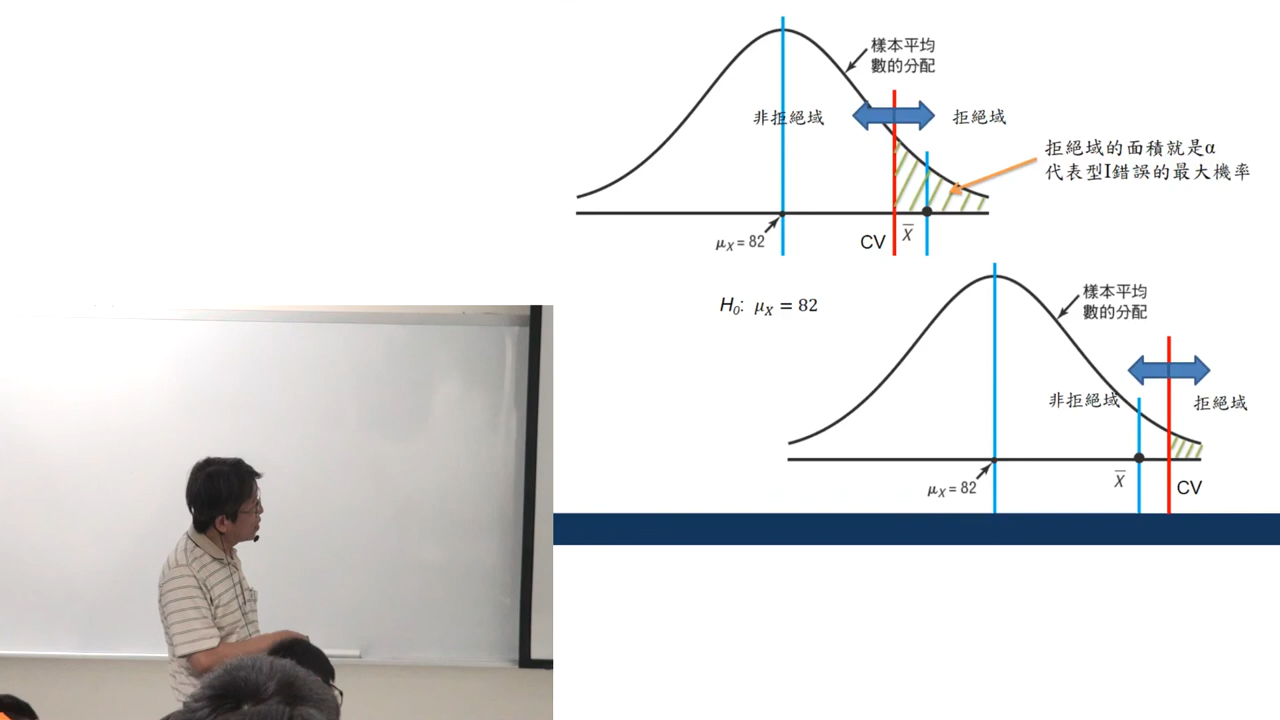 樣本平均
數的分配
非拒絕域
拒絕域
拒絕域的面積就是α
代表型I錯誤的最大機率
μX = 82
CV
X̅
H0: μX = 82
樣本平均
數的分配
非拒絕域
拒絕域
μX = 82
X̅
CV